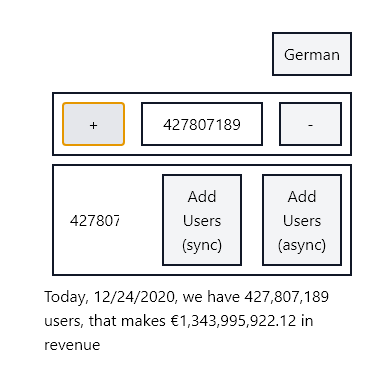 German
+ 427807189 -
427807 Add Users (sync) Add Users (async)
Today, 12/24/2020, we have 427,807,189
users, that makes €1,343,995,922.12 in
revenue